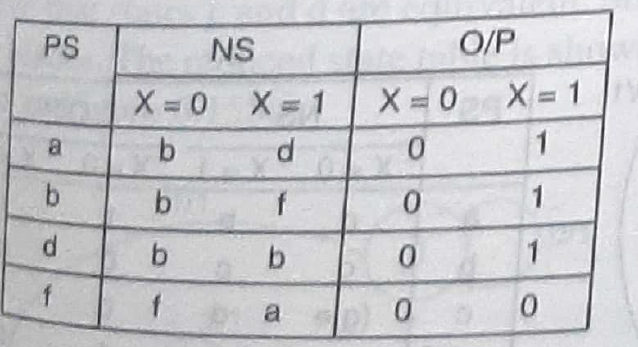 PS NS O/P
X = 0 X = 1 X = 0 X = 1
a b d 0 1
b b f 0 1
d b b 0 1
f f a 0 0